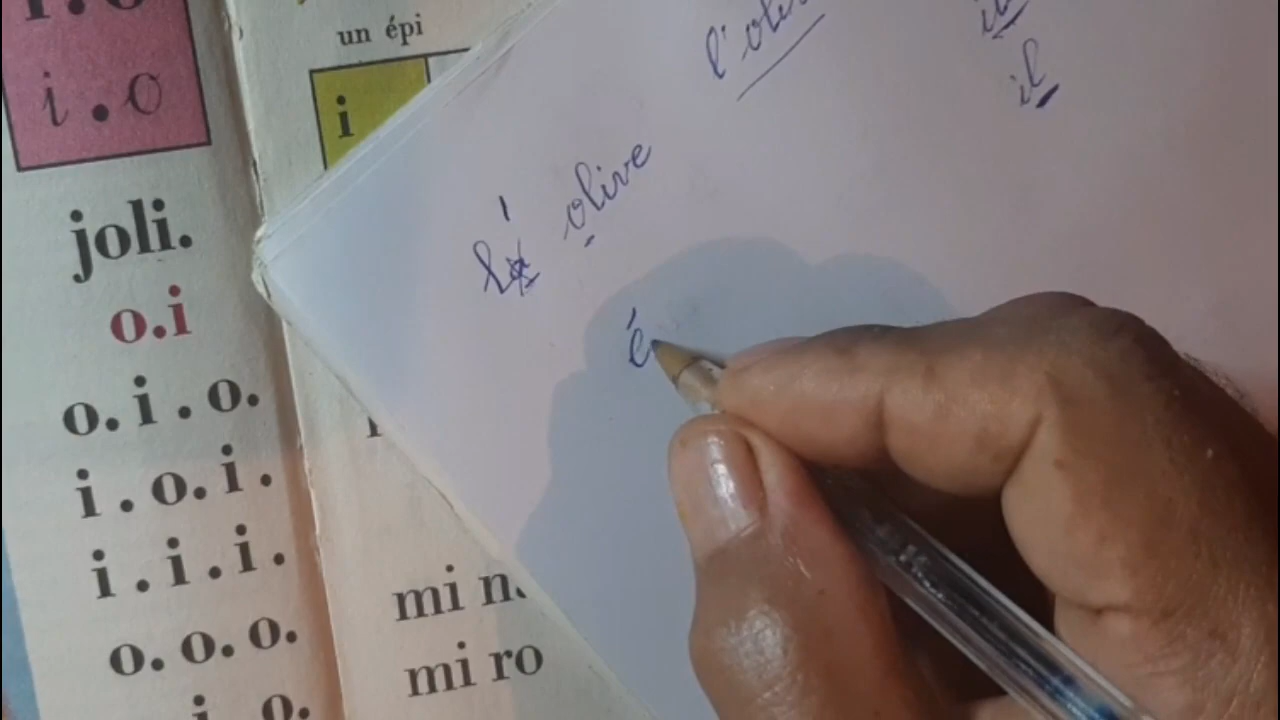 i . o
joli.
o.i
o. i . o.
i . o. i .
i . i . i .
o. o. o.
i o.
un épi
i
mi
mi ro
il
olive
é